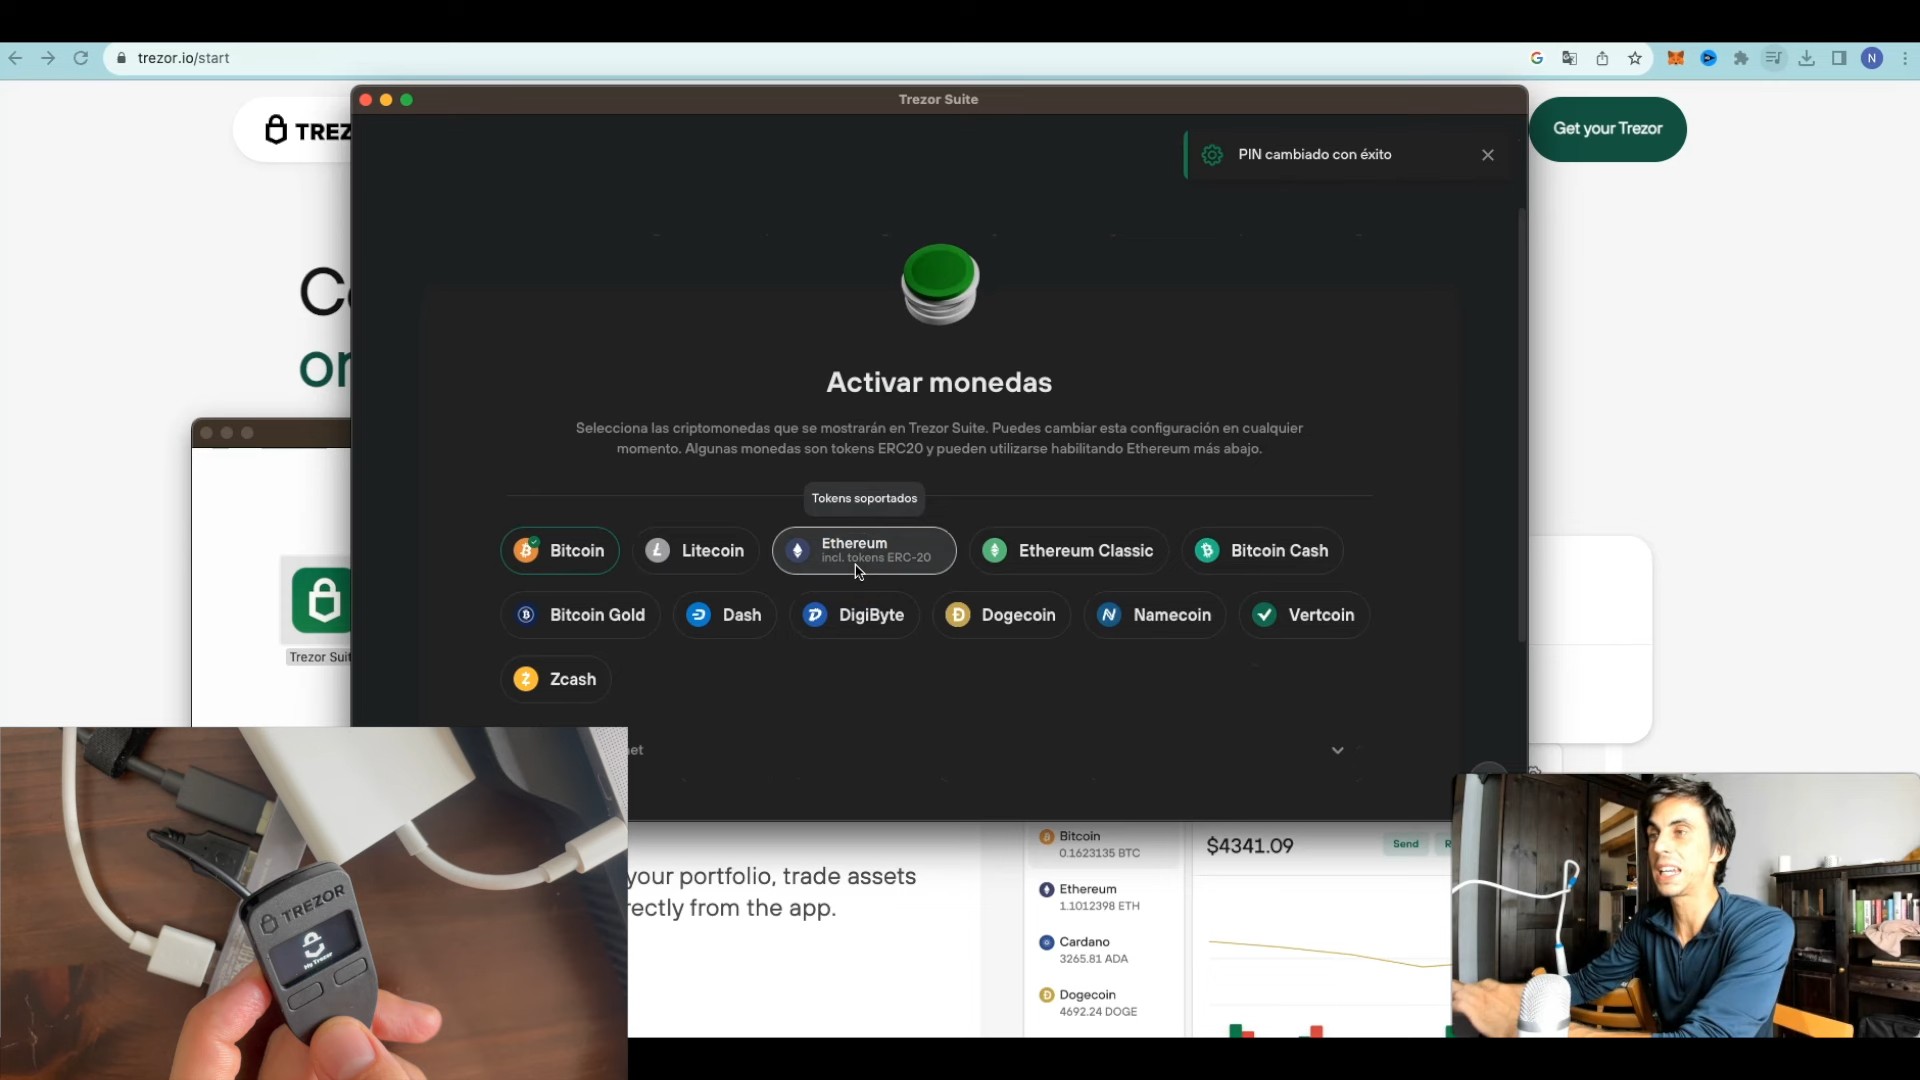 trezor.io/start
N
Trezor Suite
TREZ
Get your Trezor
PIN cambiado con éxito
Co
or
Activar monedas
Selecciona las criptomonedas que se mostrarán en Trezor Suite. Puedes cambiar esta configuración en cualquier
momento. Algunas monedas son tokens ERC20 y pueden utilizarse habilitando Ethereum más abajo.
Tokens soportados
Bitcoin
Litecoin
Ethereum
incl. tokens ERC-20
Ethereum Classic
Bitcoin Cash
Bitcoin Gold
Dash
DigiByte
Dogecoin
Namecoin
Vertcoin
Zcash
Trezor Suit
et
TREZOR
My Trezor
your portfolio, trade assets
rectly from the app.
Bitcoin
0.1623135 BTC
Ethereum
1.1012398 ETH
Cardano
3265.81 ADA
Dogecoin
4692.24 DOGE
$4341.09
Send
R